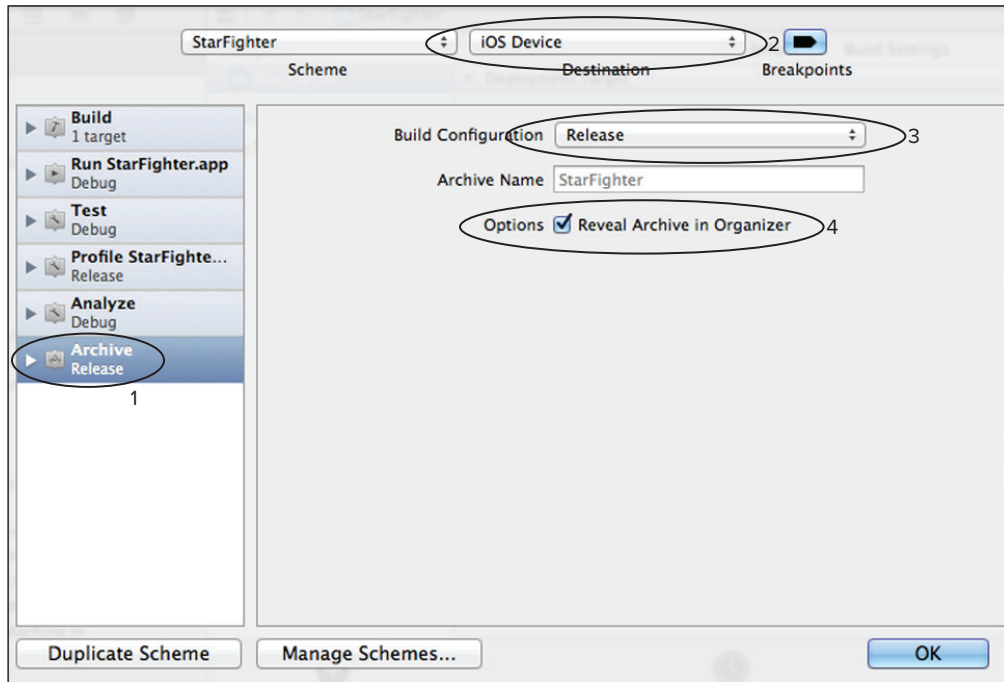 StarFighter
iOS Device
2
Scheme
Destination
Breakpoints
Build Settings
Build
1 target
Run StarFighter.app
Debug
Test
Debug
Profile StarFighte...
Release
Analyze
Debug
Archive
Release
1
Build Configuration Release
3
Archive Name StarFighter
Options Reveal Archive in Organizer
4
Duplicate Scheme
Manage Schemes...
OK